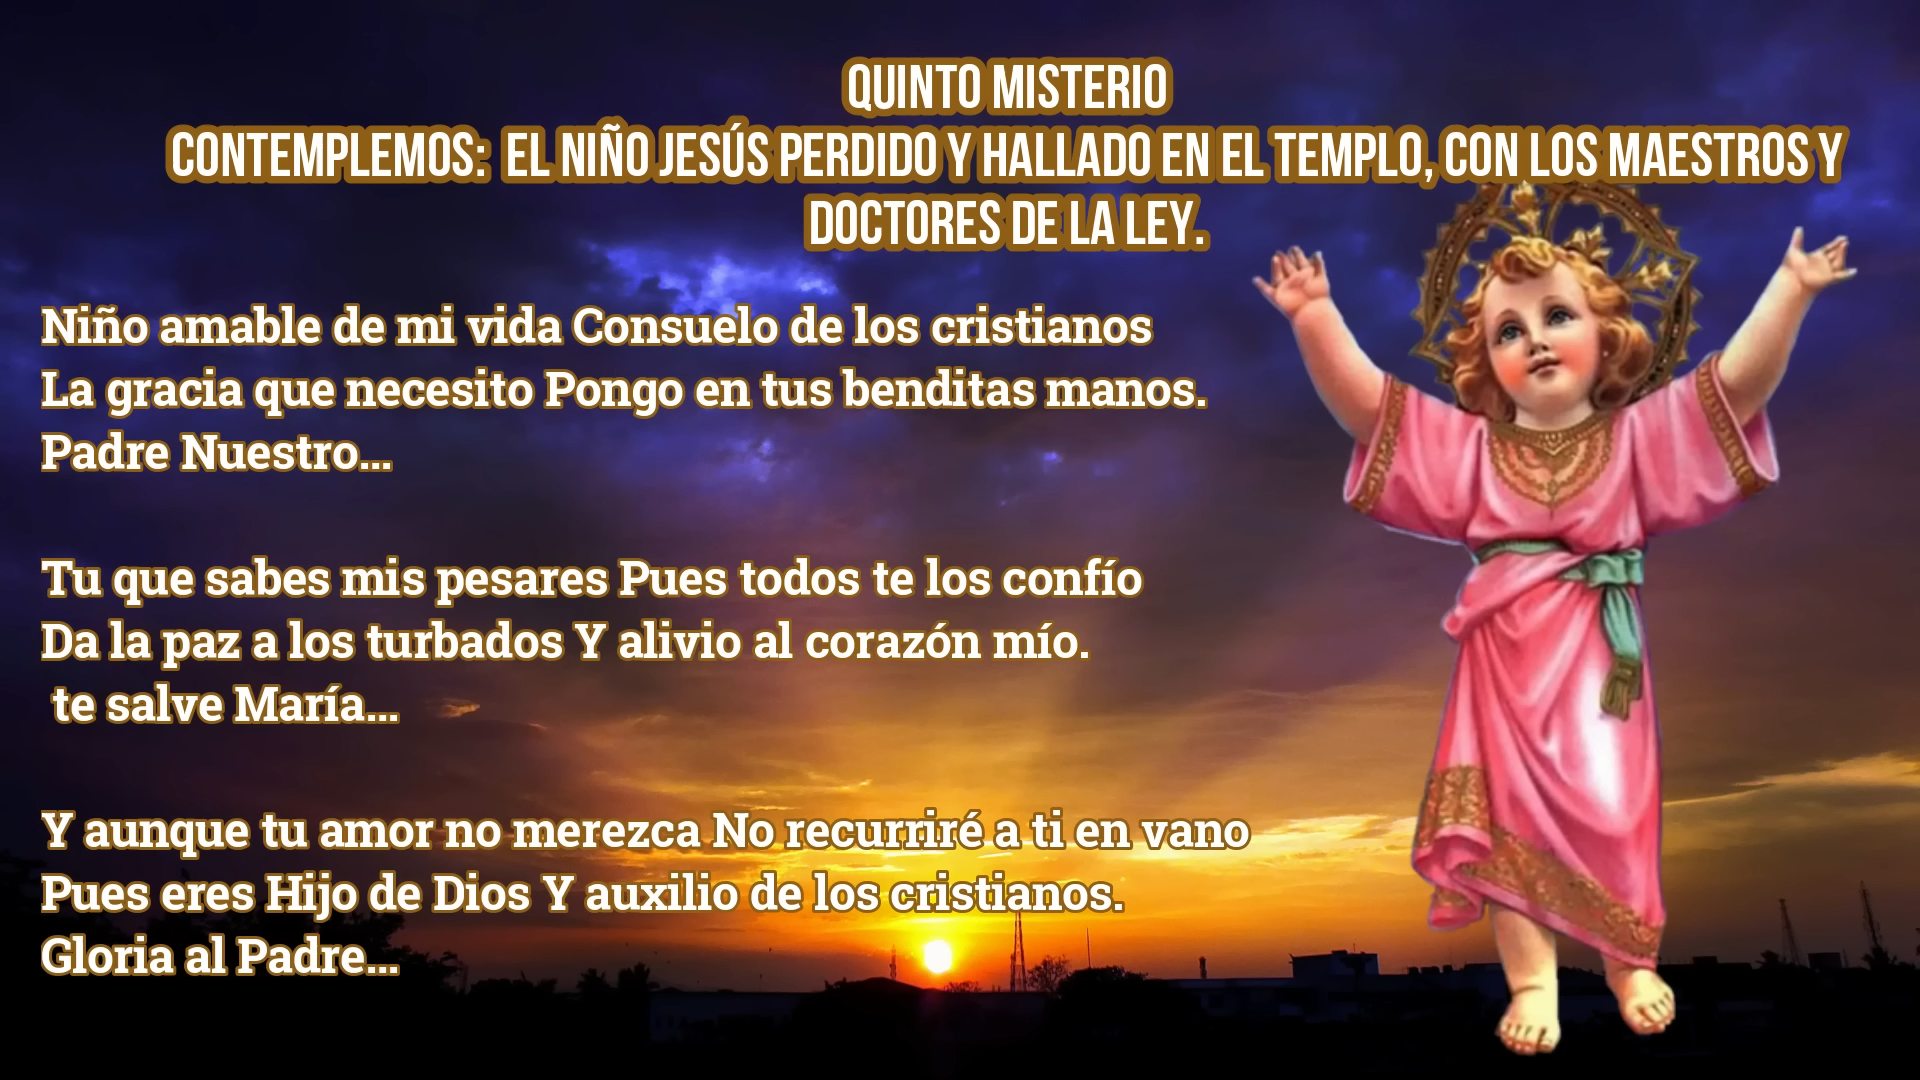 QUINTO MISTERIO
CONTEMPLEMOS: EL NIÑO JESÚS PERDIDO Y HALLADO EN EL TEMPLO, CON LOS MAESTROS Y
DOCTORES DE LA LEY.
Niño amable de mi vida Consuelo de los cristianos
La gracia que necesito Pongo en tus benditas manos.
Padre Nuestro...
Tu que sabes mis pesares Pues todos te los confío
Da la paz a los turbados Y alivio al corazón mío.
te salve María...
Y aunque tu amor no merezca No recurriré a ti en vano
Pues eres Hijo de Dios Y auxilio de los cristianos.
Gloria al Padre...